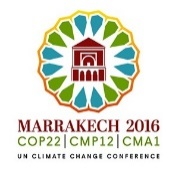 MARRAKECH 2016
COP22|CMP12|CMA1
UN CLIMATE CHANGE CONFERENCE